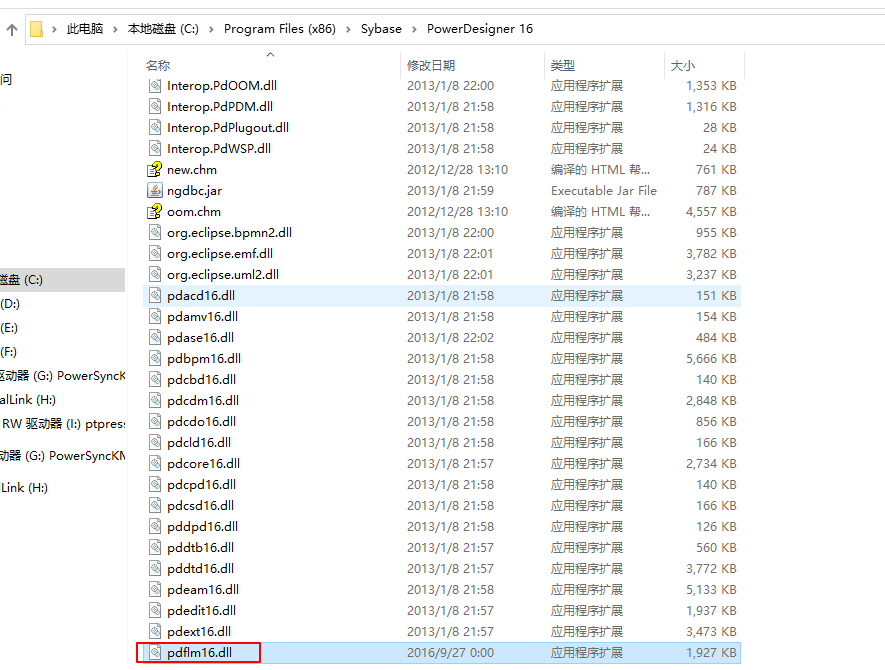 此电脑 > 本地磁盘 (C:) > Program Files (x86) > Sybase > PowerDesigner 16
问
名称 修改日期 类型 大小
Interop.PdOOM.dll 2013/1/8 22:00 应用程序扩展 1,353 KB
Interop.PdPDM.dll 2013/1/8 21:58 应用程序扩展 1,316 KB
Interop.PdPlugout.dll 2013/1/8 21:58 应用程序扩展 28 KB
Interop.PdWSP.dll 2013/1/8 21:58 应用程序扩展 24 KB
new.chm 2012/12/28 13:10 编译的 HTML 帮... 761 KB
ngdbc.jar 2013/1/8 21:59 Executable Jar File 787 KB
oom.chm 2012/12/28 13:10 编译的 HTML 帮... 4,557 KB
org.eclipse.bpmn2.dll 2013/1/8 22:00 应用程序扩展 955 KB
org.eclipse.emf.dll 2013/1/8 22:01 应用程序扩展 3,782 KB
org.eclipse.uml2.dll 2013/1/8 22:01 应用程序扩展 3,237 KB
pdacd16.dll 2013/1/8 21:58 应用程序扩展 151 KB
pdamv16.dll 2013/1/8 21:58 应用程序扩展 154 KB
pdase16.dll 2013/1/8 22:02 应用程序扩展 484 KB
pdbpm16.dll 2013/1/8 21:58 应用程序扩展 5,666 KB
pdcbd16.dll 2013/1/8 21:58 应用程序扩展 140 KB
pdcdm16.dll 2013/1/8 21:58 应用程序扩展 2,848 KB
pdcdo16.dll 2013/1/8 21:58 应用程序扩展 856 KB
pdcld16.dll 2013/1/8 21:58 应用程序扩展 166 KB
pdcore16.dll 2013/1/8 21:57 应用程序扩展 2,734 KB
pdcpd16.dll 2013/1/8 21:58 应用程序扩展 140 KB
pdcsd16.dll 2013/1/8 21:58 应用程序扩展 166 KB
pddpd16.dll 2013/1/8 21:58 应用程序扩展 126 KB
pddtb16.dll 2013/1/8 21:57 应用程序扩展 560 KB
pddtd16.dll 2013/1/8 21:57 应用程序扩展 3,772 KB
pdeam16.dll 2013/1/8 21:58 应用程序扩展 5,133 KB
pdedit16.dll 2013/1/8 21:57 应用程序扩展 1,937 KB
pdext16.dll 2013/1/8 21:57 应用程序扩展 3,473 KB
pdflm16.dll 2016/9/27 0:00 应用程序扩展 1,927 KB
磁盘 (C:)
(D:)
(E:)
(F:)
驱动器 (G:) PowerSyncK
alLink (H:)
RW 驱动器 (I:) ptpress
动器 (G:) PowerSyncKM
Link (H:)